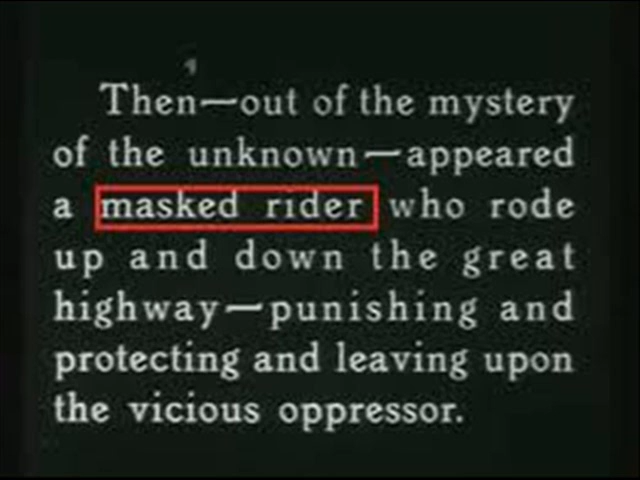 Then—out of the mystery
of the unknown—appeared
a masked rider who rode
up and down the great
highway—punishing and
protecting and leaving upon
the vicious oppressor.